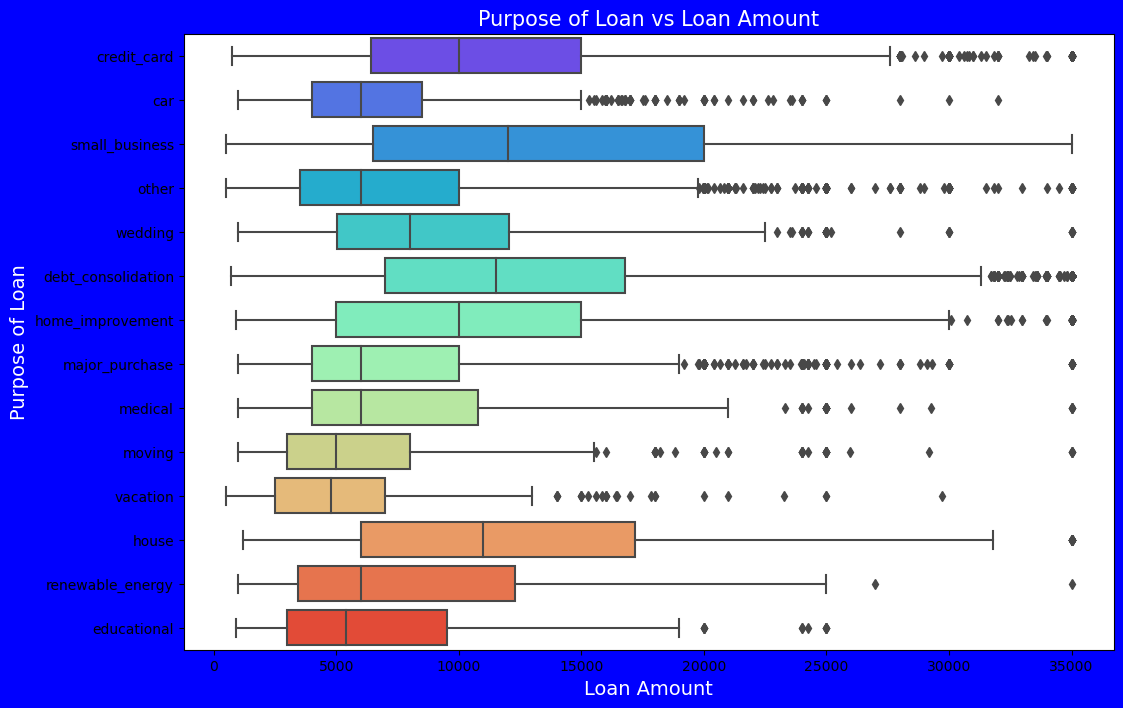 Purpose of Loan vs Loan Amount
credit_card
car
small_business
other
wedding
debt_consolidation
home_improvement
major_purchase
medical
moving
vacation
house
renewable_energy
educational
Purpose of Loan
0 5000 10000 15000 20000 25000 30000 35000
Loan Amount